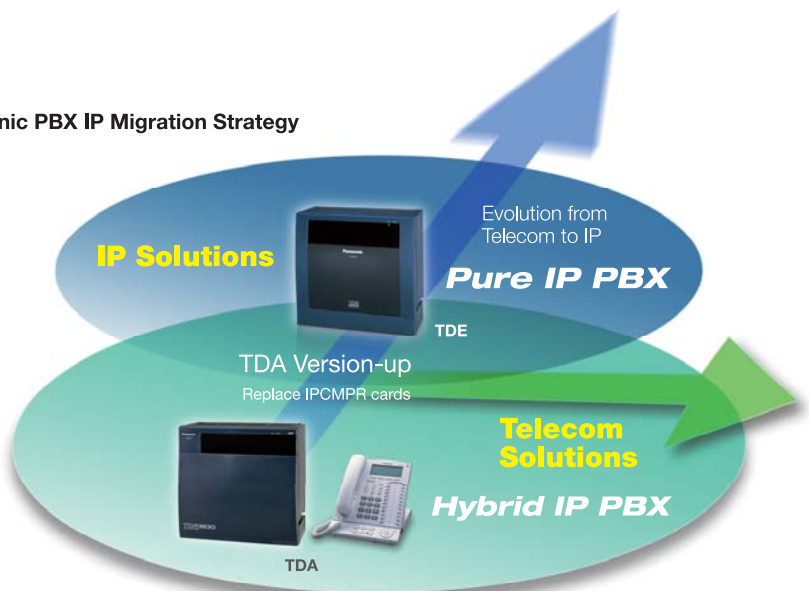 nic PBX IP Migration Strategy
IP Solutions
Panasonic
Evolution from
Telecom to IP
Pure IP PBX
TDE
TDA Version-up
Replace IPCMPR cards
Telecom
Solutions
Hybrid IP PBX
TDA